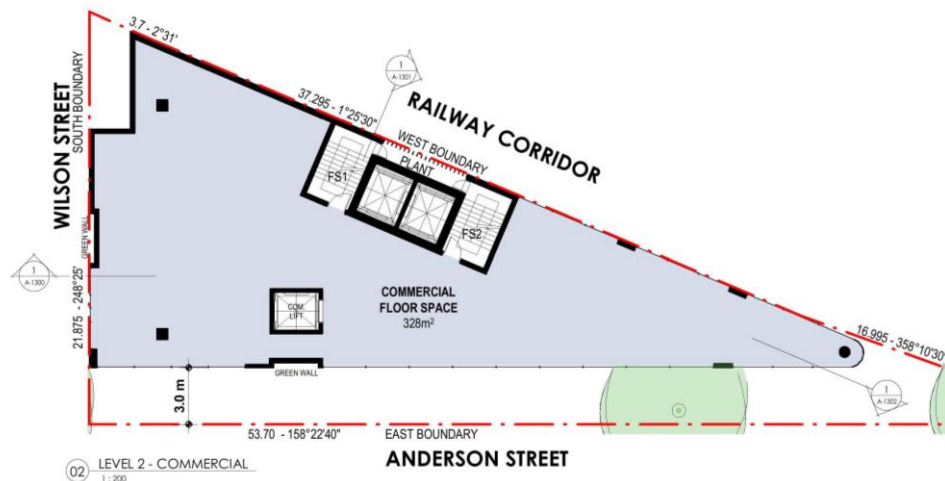 3.7 - 2°31'
WILSON STREET
SOUTH BOUNDARY
1
A-1301
37.295 - 1°25'30"
RAILWAY CORRIDOR
WEST BOUNDARY
PLANT
FS1
FS2
GREEN WALL
1
A-1300
21.875 - 248°25'
COMMERCIAL
FLOOR SPACE
328m²
COM.
LIFT
16.995 - 358°10'30"
GREEN WALL
3.0 m
1
A-1302
53.70 - 158°22'40"
EAST BOUNDARY
ANDERSON STREET
02
LEVEL 2 - COMMERCIAL
1 : 200